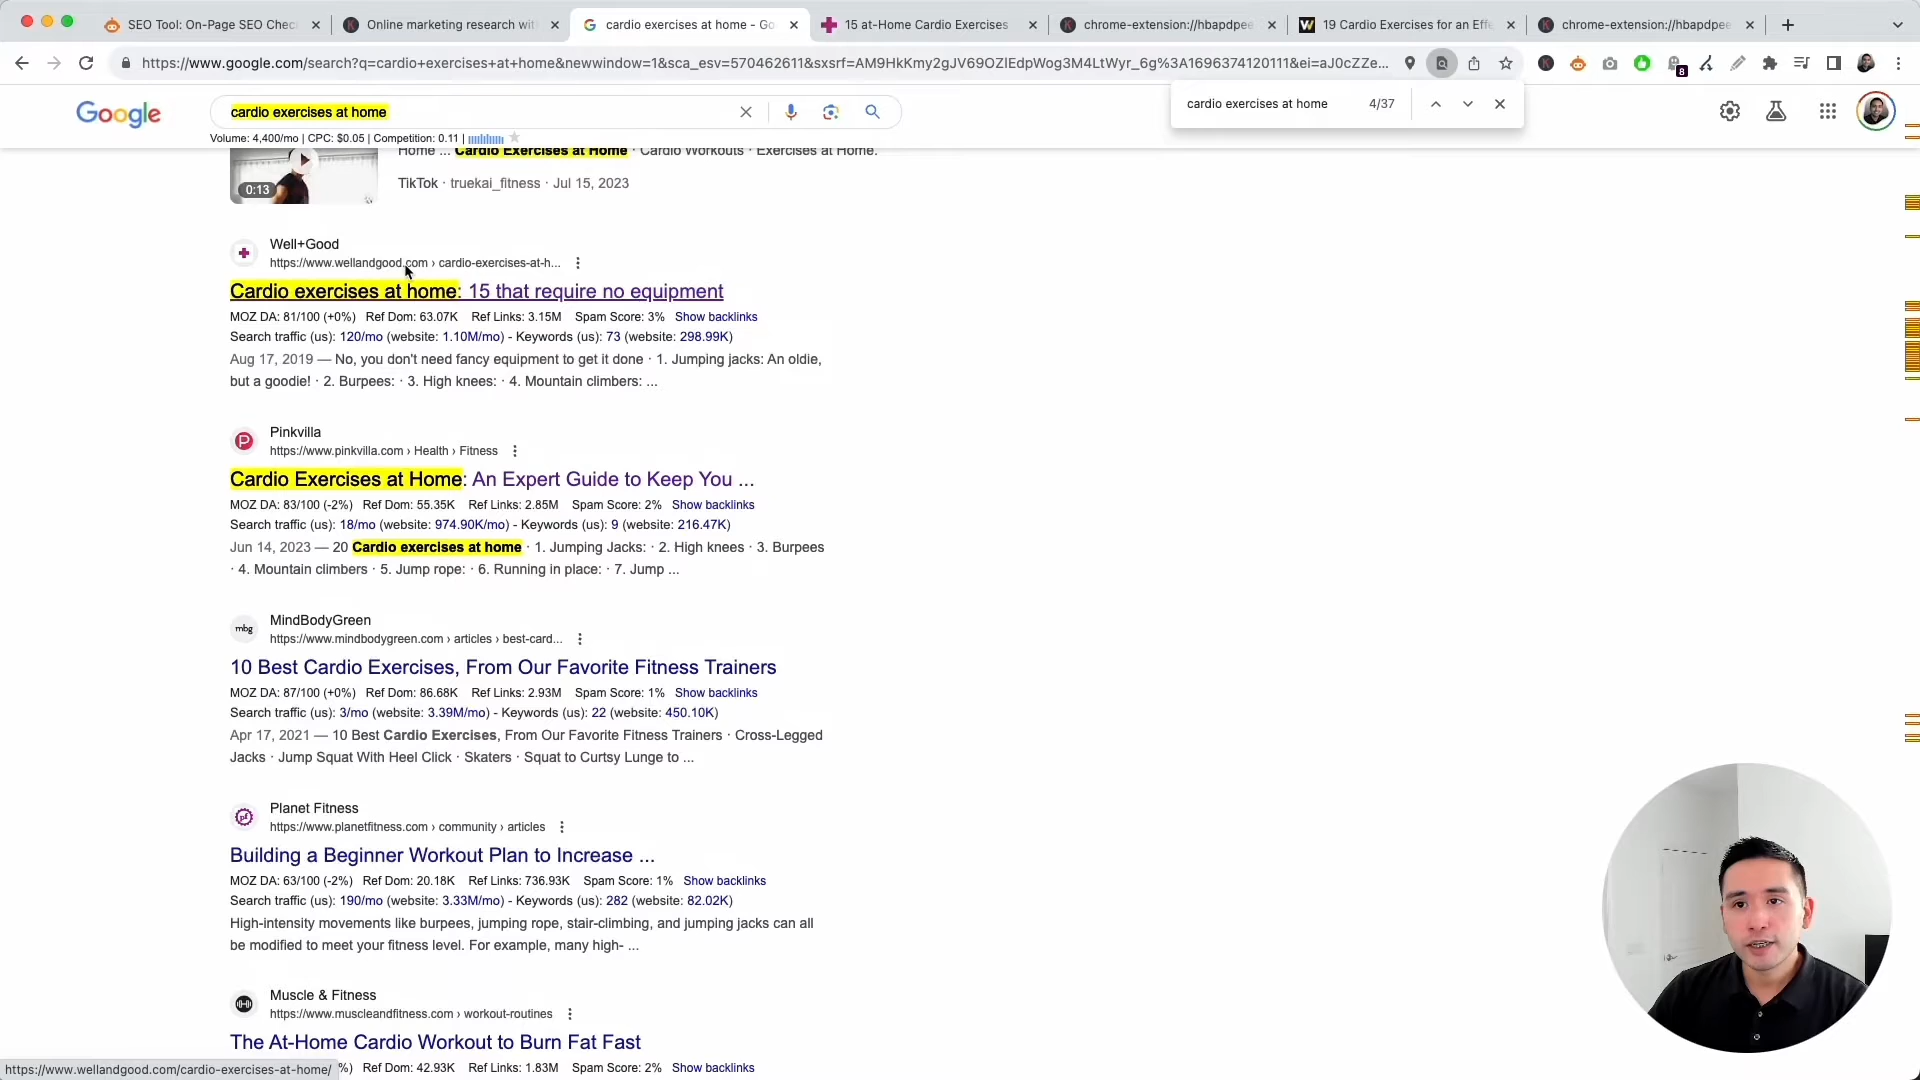 SEO Tool: On-Page SEO Chec
Online marketing research wit
cardio exercises at home - Go
15 at-Home Cardio Exercises
chrome-extension://hbapdpee
19 Cardio Exercises for an Effe
chrome-extension://hbapdpee
https://www.google.com/search?q=cardio+exercises+at+home&newwindow=1&sca_esv=570462611&sxsrf=AM9HkKmy2gJV69OZlEdpWog3M4LtWyr_6g%3A1696374120111&ei=aJ0cZZe...
8
Google
cardio exercises at home
cardio exercises at home 4/37
Volume: 4,400/mo | CPC: $0.05 | Competition: 0.11 |
Home ... Cardio Exercises at Home · Cardio Workouts · Exercises at Home.
0:13
TikTok · truekai_fitness · Jul 15, 2023
Well+Good
https://www.wellandgood.com › cardio-exercises-at-h...
Cardio exercises at home: 15 that require no equipment
MOZ DA: 81/100 (+0%) Ref Dom: 63.07K Ref Links: 3.15M Spam Score: 3% Show backlinks
Search traffic (us): 120/mo (website: 1.10M/mo) - Keywords (us): 73 (website: 298.99K)
Aug 17, 2019 — No, you don't need fancy equipment to get it done · 1. Jumping jacks: An oldie,
but a goodie! · 2. Burpees: · 3. High knees: · 4. Mountain climbers: ...
Pinkvilla
https://www.pinkvilla.com › Health › Fitness
Cardio Exercises at Home: An Expert Guide to Keep You ...
MOZ DA: 83/100 (-2%) Ref Dom: 55.35K Ref Links: 2.85M Spam Score: 2% Show backlinks
Search traffic (us): 18/mo (website: 974.90K/mo) - Keywords (us): 9 (website: 216.47K)
Jun 14, 2023 — 20 Cardio exercises at home · 1. Jumping Jacks: · 2. High knees · 3. Burpees
· 4. Mountain climbers · 5. Jump rope: · 6. Running in place: · 7. Jump ...
mbg
MindBodyGreen
https://www.mindbodygreen.com › articles › best-card...
10 Best Cardio Exercises, From Our Favorite Fitness Trainers
MOZ DA: 87/100 (+0%) Ref Dom: 86.68K Ref Links: 2.93M Spam Score: 1% Show backlinks
Search traffic (us): 3/mo (website: 3.39M/mo) - Keywords (us): 22 (website: 450.10K)
Apr 17, 2021 — 10 Best Cardio Exercises, From Our Favorite Fitness Trainers · Cross-Legged
Jacks · Jump Squat With Heel Click · Skaters · Squat to Curtsy Lunge to ...
pf
Planet Fitness
https://www.planetfitness.com › community › articles
Building a Beginner Workout Plan to Increase ...
MOZ DA: 63/100 (-2%) Ref Dom: 20.18K Ref Links: 736.93K Spam Score: 1% Show backlinks
Search traffic (us): 190/mo (website: 3.33M/mo) - Keywords (us): 282 (website: 82.02K)
High-intensity movements like burpees, jumping rope, stair-climbing, and jumping jacks can all
be modified to meet your fitness level. For example, many high- ...
Muscle & Fitness
https://www.muscleandfitness.com › workout-routines
The At-Home Cardio Workout to Burn Fat Fast
https://www.wellandgood.com/cardio-exercises-at-home/ %) Ref Dom: 42.93K Ref Links: 1.83M Spam Score: 2% Show backlinks